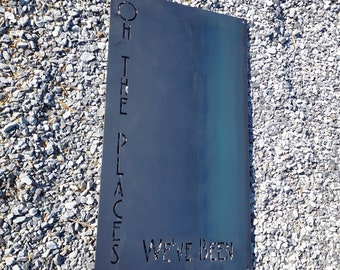 OH THE PLACES
WE'VE BEEN